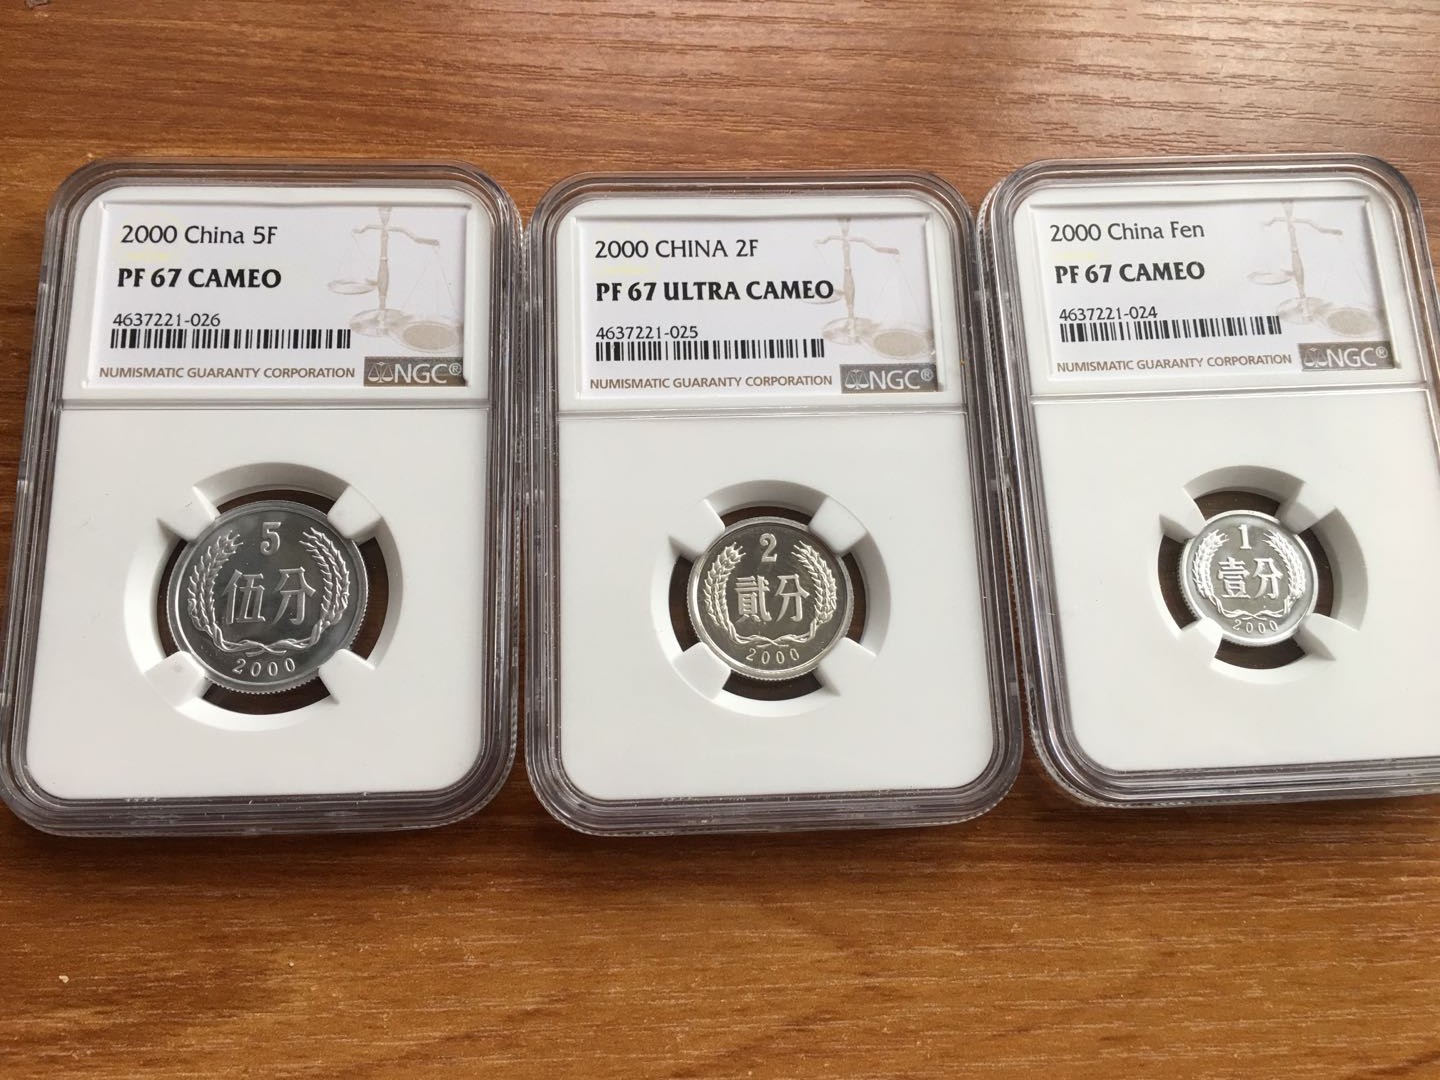 2000 China 5F
PF 67 CAMEO
4637221-026
NUMISMATIC GUARANTY CORPORATION
NGC®
5
伍分
2000
2000 CHINA 2F
PF 67 ULTRA CAMEO
4637221-025
NUMISMATIC GUARANTY CORPORATION
NGC®
2
貳分
2000
2000 China Fen
PF 67 CAMEO
4637221-024
NUMISMATIC GUARANTY CORPORATION
NGC®
1
壹分
2000